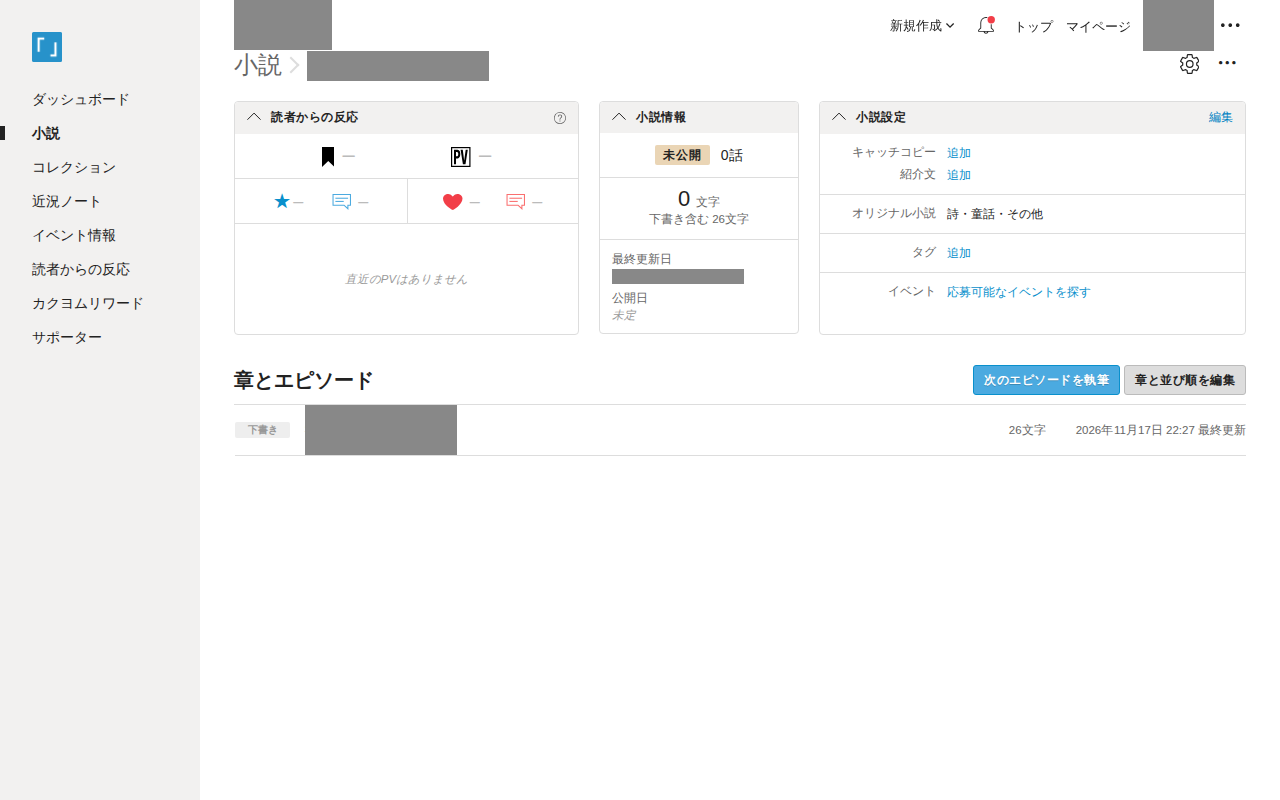 新規作成
トップ
マイページ
小説
ダッシュボード
小説
コレクション
近況ノート
イベント情報
読者からの反応
カクヨムリワード
サポーター
読者からの反応
PV
直近のPVはありません
小説情報
未公開 0話
0 文字
下書き含む 26文字
最終更新日
公開日
未定
小説設定 編集
キャッチコピー 追加
紹介文 追加
オリジナル小説 詩・童話・その他
タグ 追加
イベント 応募可能なイベントを探す
章とエピソード
次のエピソードを執筆
章と並び順を編集
下書き
26文字
2026年11月17日 22:27 最終更新